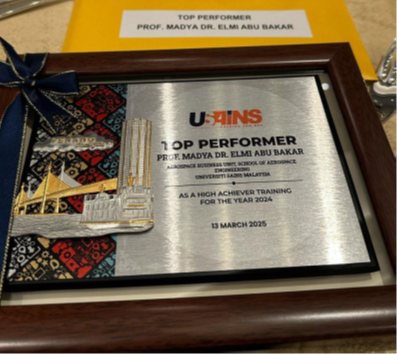 TOP PERFORMER
PROF. MADYA DR. ELMI ABU BAKAR
USAINS
TOP PERFORMER
PROF. MADYA DR. ELMI ABU BAKAR
AEROSPACE BUSINESS UNIT, SCHOOL OF AEROSPACE
ENGINEERING
UNIVERSITI SAINS MALAYSIA
AS A HIGH ACHIEVER TRAINING
FOR THE YEAR 2024
13 MARCH 2025